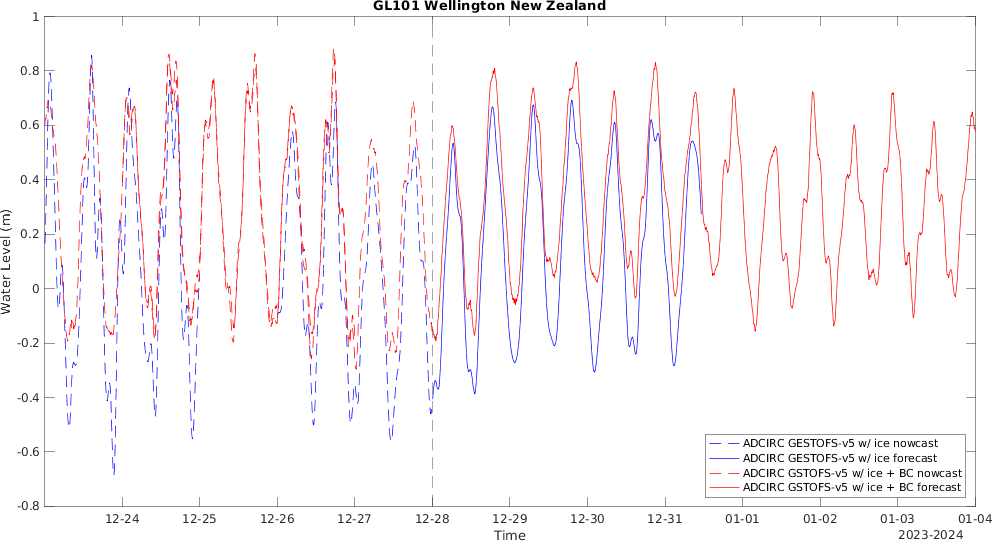 GL101 Wellington New Zealand
Water Level (m)
1
0.8
0.6
0.4
0.2
0
-0.2
-0.4
-0.6
-0.8
ADCIRC GESTOFS-v5 w/ ice nowcast
ADCIRC GESTOFS-v5 w/ ice forecast
ADCIRC GSTOFS-v5 w/ ice + BC nowcast
ADCIRC GSTOFS-v5 w/ ice + BC forecast
12-24 12-25 12-26 12-27 12-28 12-29 12-30 12-31 01-01 01-02 01-03 01-04
Time
2023-2024